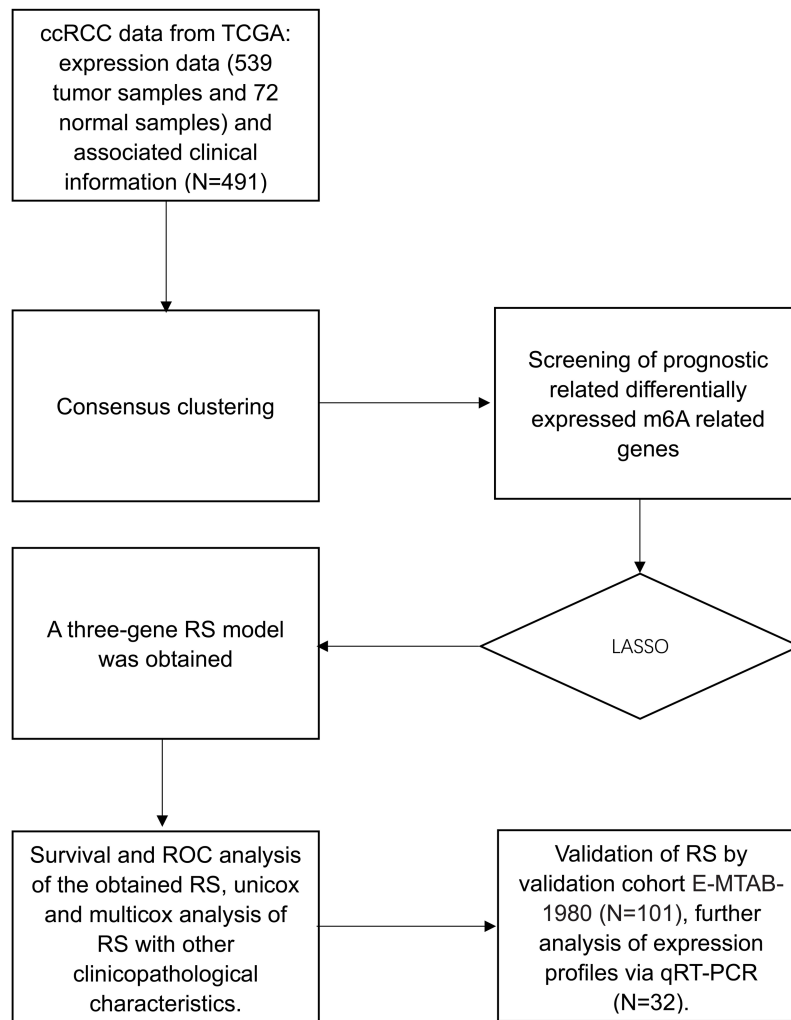 ccRCC data from TCGA:
expression data (539
tumor samples and 72
normal samples) and
associated clinical
information (N=491)
Consensus clustering
Screening of prognostic
related differentially
expressed m6A related
genes
LASSO
A three-gene RS model
was obtained
Survival and ROC analysis
of the obtained RS, unicox
and multicox analysis of
RS with other
clinicopathological
characteristics.
Validation of RS by
validation cohort E-MTAB-
1980 (N=101), further
analysis of expression
profiles via qRT-PCR
(N=32).